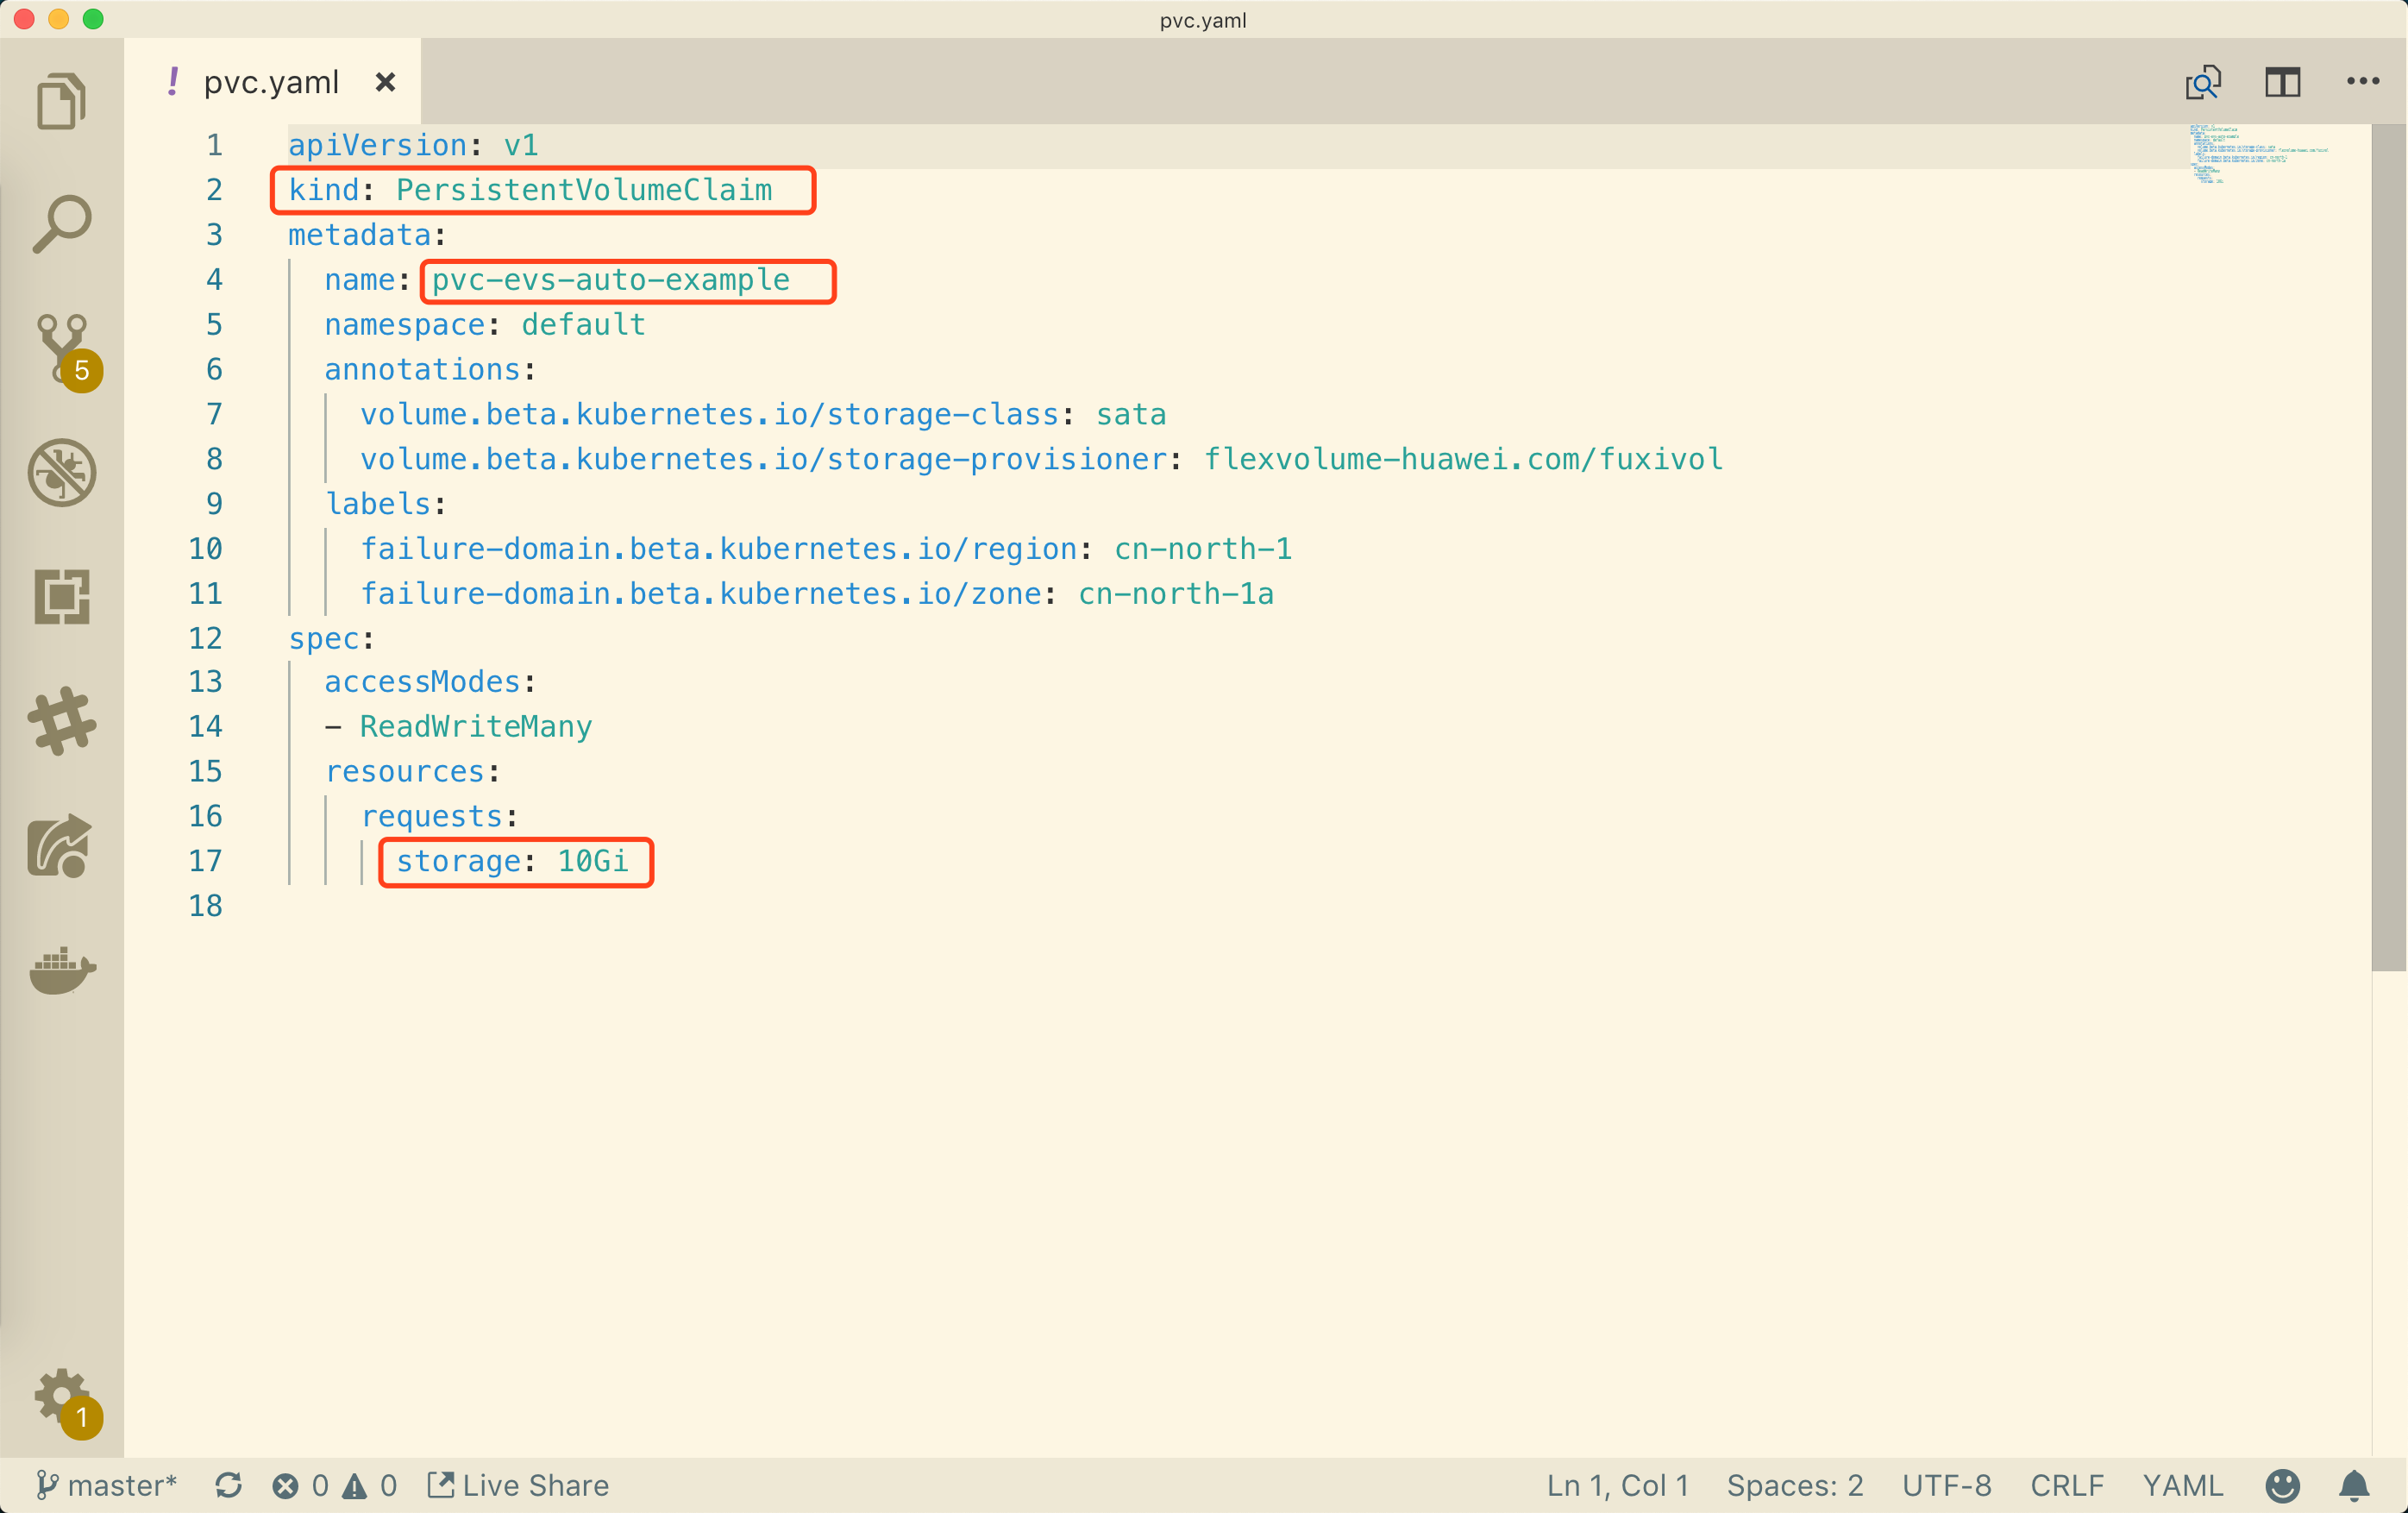 pvc.yaml
! pvc.yaml
1 apiVersion: v1
2 kind: PersistentVolumeClaim
3 metadata:
4 name: pvc-evs-auto-example
5 namespace: default
6 annotations:
7 volume.beta.kubernetes.io/storage-class: sata
8 volume.beta.kubernetes.io/storage-provisioner: flexvolume-huawei.com/fuxivol
9 labels:
10 failure-domain.beta.kubernetes.io/region: cn-north-1
11 failure-domain.beta.kubernetes.io/zone: cn-north-1a
12 spec:
13 accessModes:
14 - ReadWriteMany
15 resources:
16 requests:
17 storage: 10Gi
18
5
1
master* 0 0 Live Share Ln 1, Col 1 Spaces: 2 UTF-8 CRLF YAML